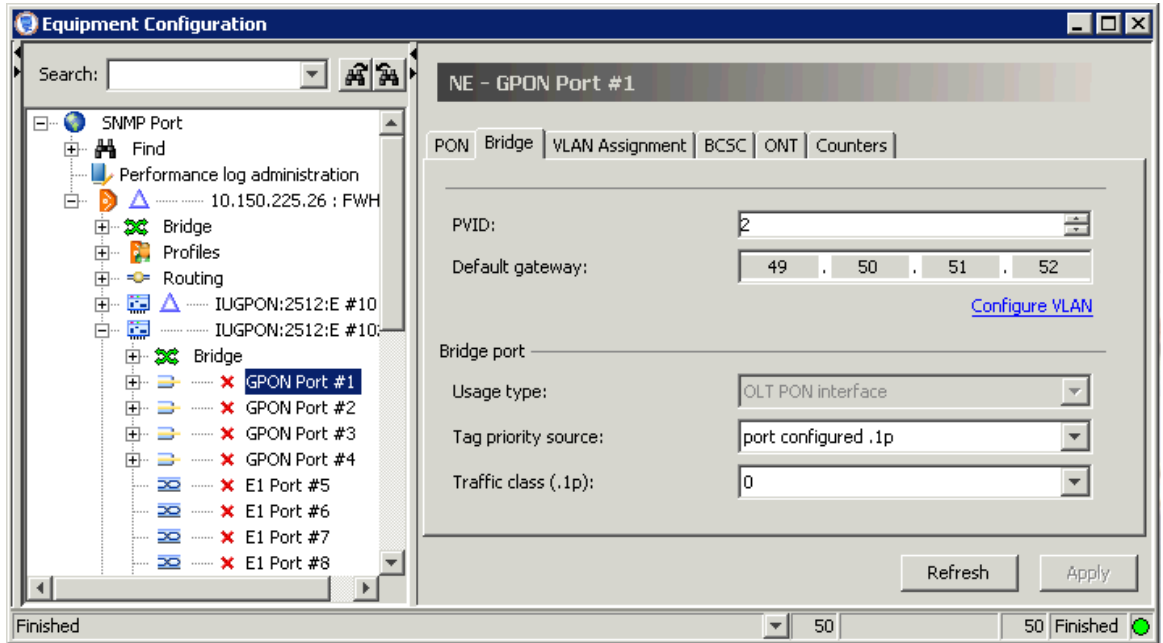 Equipment Configuration
Search:
SNMP Port
Find
Performance log administration
10.150.225.26 : FWH
Bridge
Profiles
Routing
IUGPON:2512:E #10
IUGPON:2512:E #10
Bridge
GPON Port #1
GPON Port #2
GPON Port #3
GPON Port #4
E1 Port #5
E1 Port #6
E1 Port #7
E1 Port #8
NE - GPON Port #1
PON Bridge VLAN Assignment BCSC ONT Counters
PVID: 2
Default gateway: 49 . 50 . 51 . 52
Configure VLAN
Bridge port
Usage type: OLT PON interface
Tag priority source: port configured .1p
Traffic class (.1p): 0
Refresh Apply
Finished 50 50 Finished